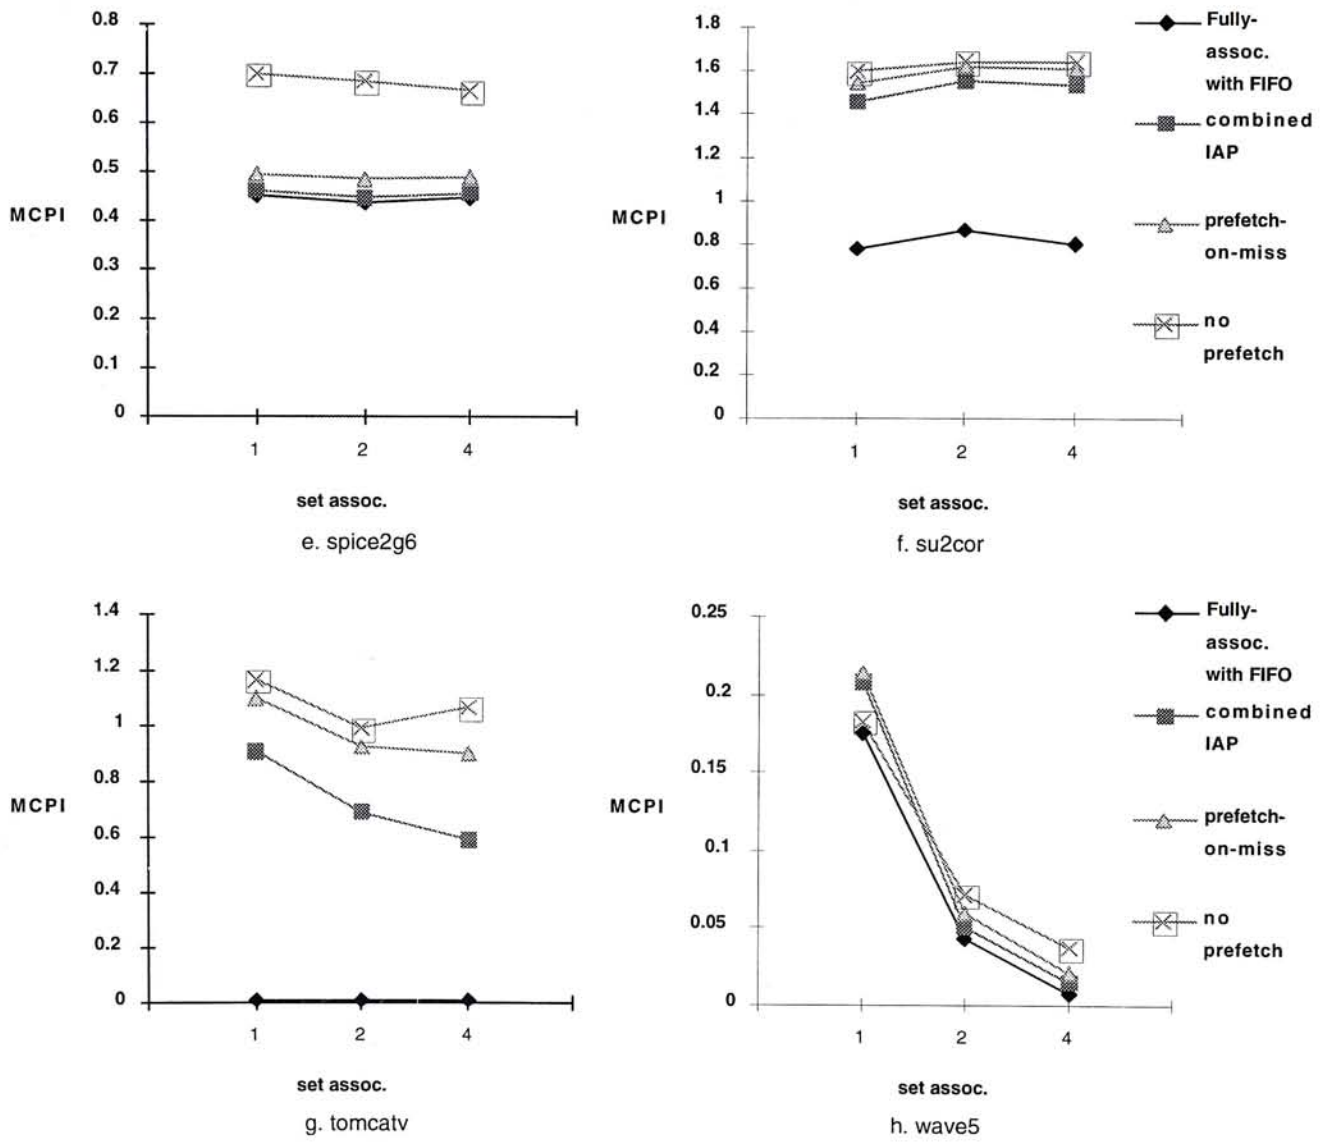 0.8
0.7
0.6
0.5
MCPI
0.4
0.3
0.2
0.1
0
1 2 4
set assoc.
e. spice2g6
1.8
1.6
1.4
1.2
MCPI
1
0.8
0.6
0.4
0.2
0
1 2 4
set assoc.
f. su2cor
Fully-
assoc.
with FIFO
combined
IAP
prefetch-
on-miss
no
prefetch
1.4
1.2
1
0.8
MCPI
0.6
0.4
0.2
0
1 2 4
set assoc.
g. tomcatv
0.25
0.2
0.15
MCPI
0.1
0.05
0
1 2 4
set assoc.
h. wave5
Fully-
assoc.
with FIFO
combined
IAP
prefetch-
on-miss
no
prefetch